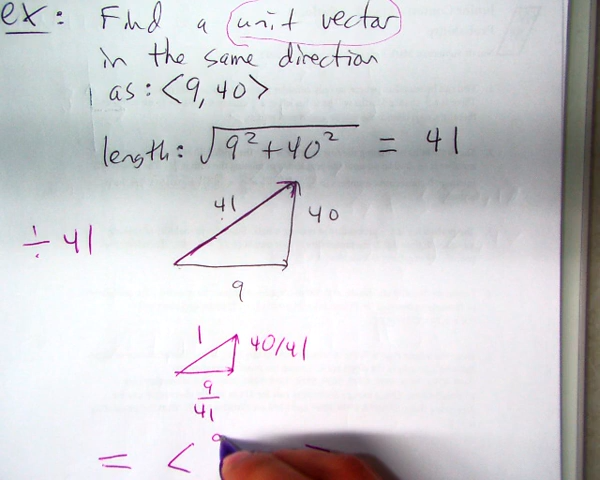 ex: Find a unit vector
in the same direction
as: <9, 40>
length: √9²+40² = 41
41
40
÷ 41
9
1
40/41
9/41
= < 9